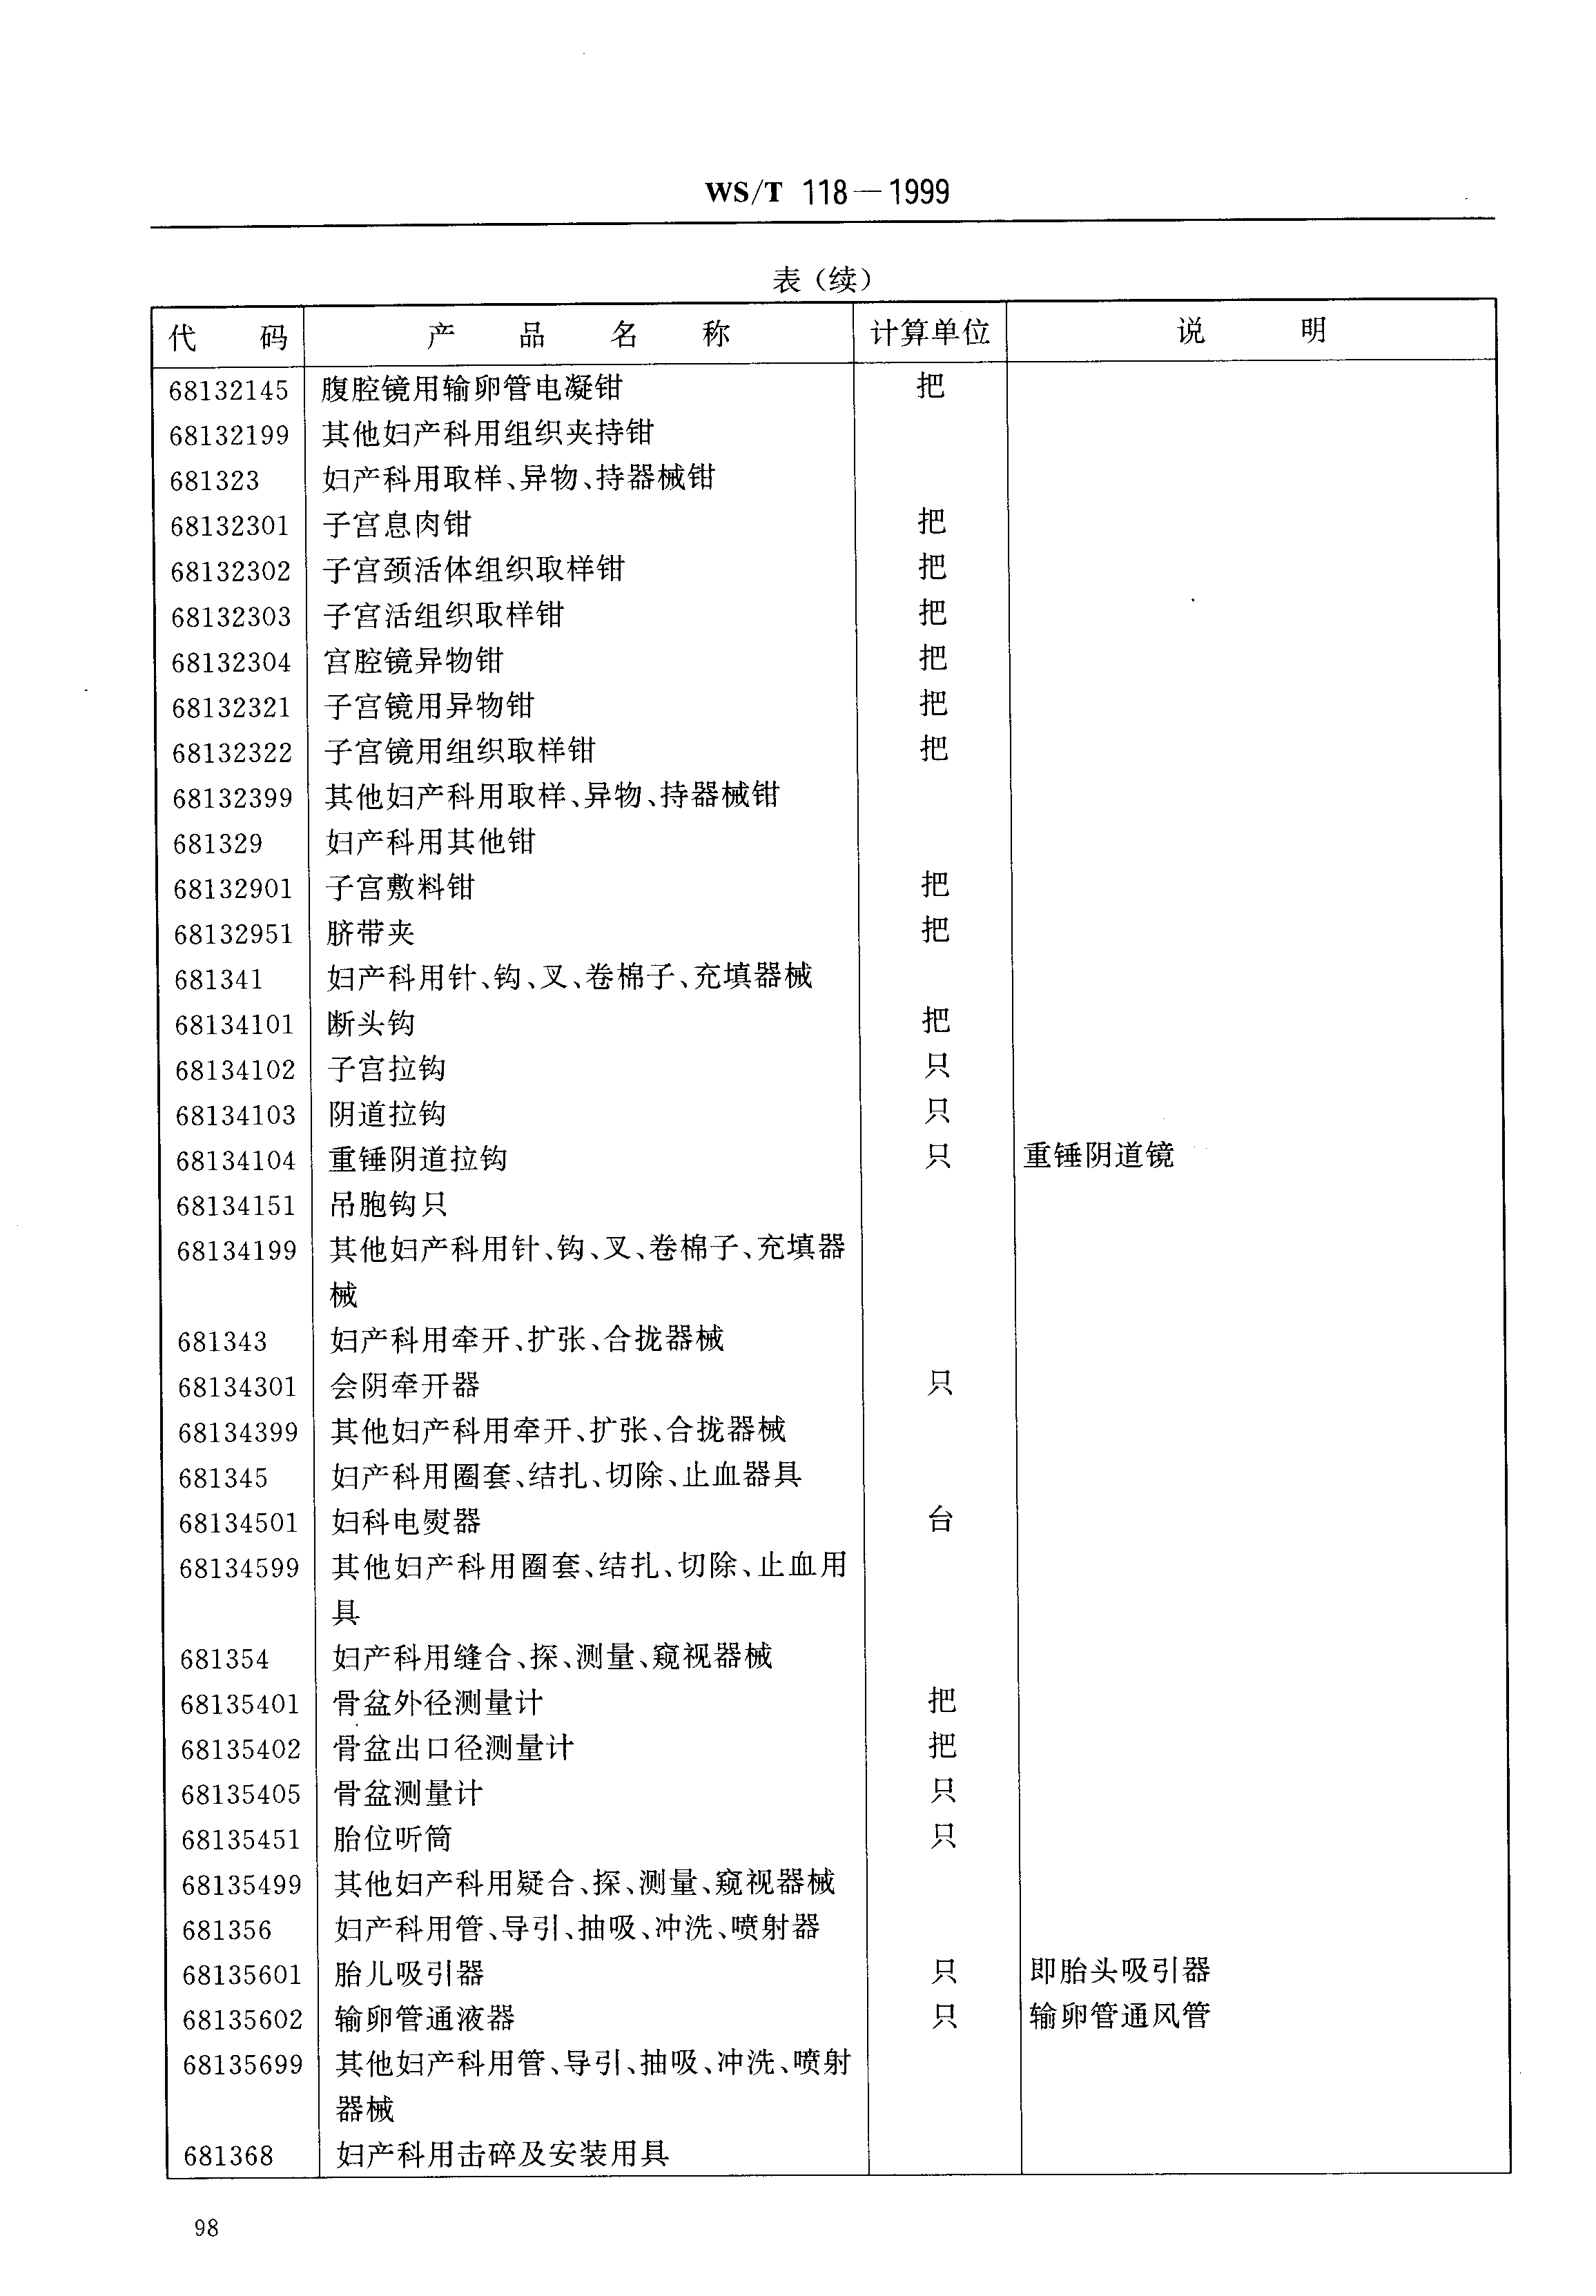 WS/T 118—1999
表（续）
代 码 产 品 名 称 计算单位 说 明
68132145 腹腔镜用输卵管电凝钳 把
68132199 其他妇产科用组织夹持钳
681323 妇产科用取样、异物、持器械钳
68132301 子宫息肉钳 把
68132302 子宫颈活体组织取样钳 把
68132303 子宫活组织取样钳 把
68132304 宫腔镜异物钳 把
68132321 子宫镜用异物钳 把
68132322 子宫镜用组织取样钳 把
68132399 其他妇产科用取样、异物、持器械钳
681329 妇产科用其他钳
68132901 子宫敷料钳 把
68132951 脐带夹 把
681341 妇产科用针、钩、叉、卷棉子、充填器械
68134101 断头钩 把
68134102 子宫拉钩 只
68134103 阴道拉钩 只
68134104 重锤阴道拉钩 只 重锤阴道镜
68134151 吊胞钩只
68134199 其他妇产科用针、钩、叉、卷棉子、充填器
械
681343 妇产科用牵开、扩张、合拢器械
68134301 会阴牵开器 只
68134399 其他妇产科用牵开、扩张、合拢器械
681345 妇产科用圈套、结扎、切除、止血器具
68134501 妇科电熨器 台
68134599 其他妇产科用圈套、结扎、切除、止血用
具
681354 妇产科用缝合、探、测量、窥视器械
68135401 骨盆外径测量计 把
68135402 骨盆出口径测量计 把
68135405 骨盆测量计 只
68135451 胎位听筒 只
68135499 其他妇产科用疑合、探、测量、窥视器械
681356 妇产科用管、导引、抽吸、冲洗、喷射器
68135601 胎儿吸引器 只 即胎头吸引器
68135602 输卵管通液器 只 输卵管通风管
68135699 其他妇产科用管、导引、抽吸、冲洗、喷射
器械
681368 妇产科用击碎及安装用具
98